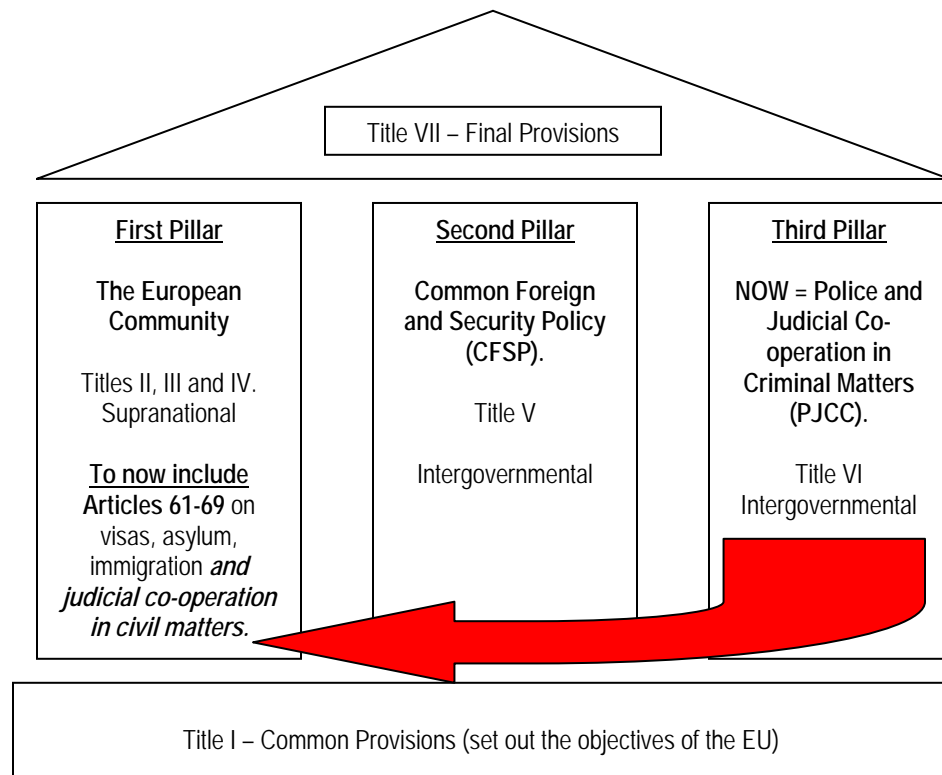 Title VII – Final Provisions
First Pillar
The European
Community
Titles II, III and IV.
Supranational
To now include
Articles 61-69 on
visas, asylum,
immigration and
judicial co-operation
in civil matters.
Second Pillar
Common Foreign
and Security Policy
(CFSP).
Title V
Intergovernmental
Third Pillar
NOW = Police and
Judicial Co-
operation in
Criminal Matters
(PJCC).
Title VI
Intergovernmental
Title I – Common Provisions (set out the objectives of the EU)